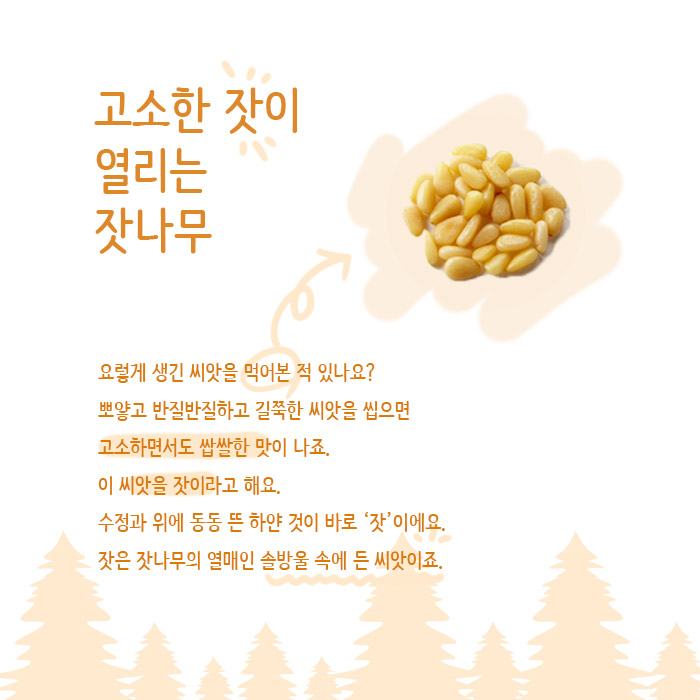 고소한 잣이
열리는
잣나무
요렇게 생긴 씨앗을 먹어본 적 있나요?
뽀얗고 반질반질하고 길쭉한 씨앗을 씹으면
고소하면서도 쌉쌀한 맛이 나죠.
이 씨앗을 잣이라고 해요.
수정과 위에 동동 뜬 하얀 것이 바로 ‘잣’이에요.
잣은 잣나무의 열매인 솔방울 속에 든 씨앗이죠.